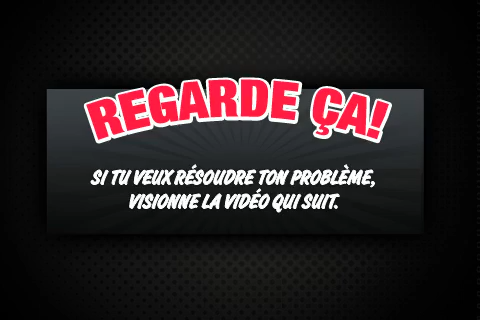 REGARDE ÇA!
SI TU VEUX RÉSOUDRE TON PROBLÈME,
VISIONNE LA VIDÉO QUI SUIT.